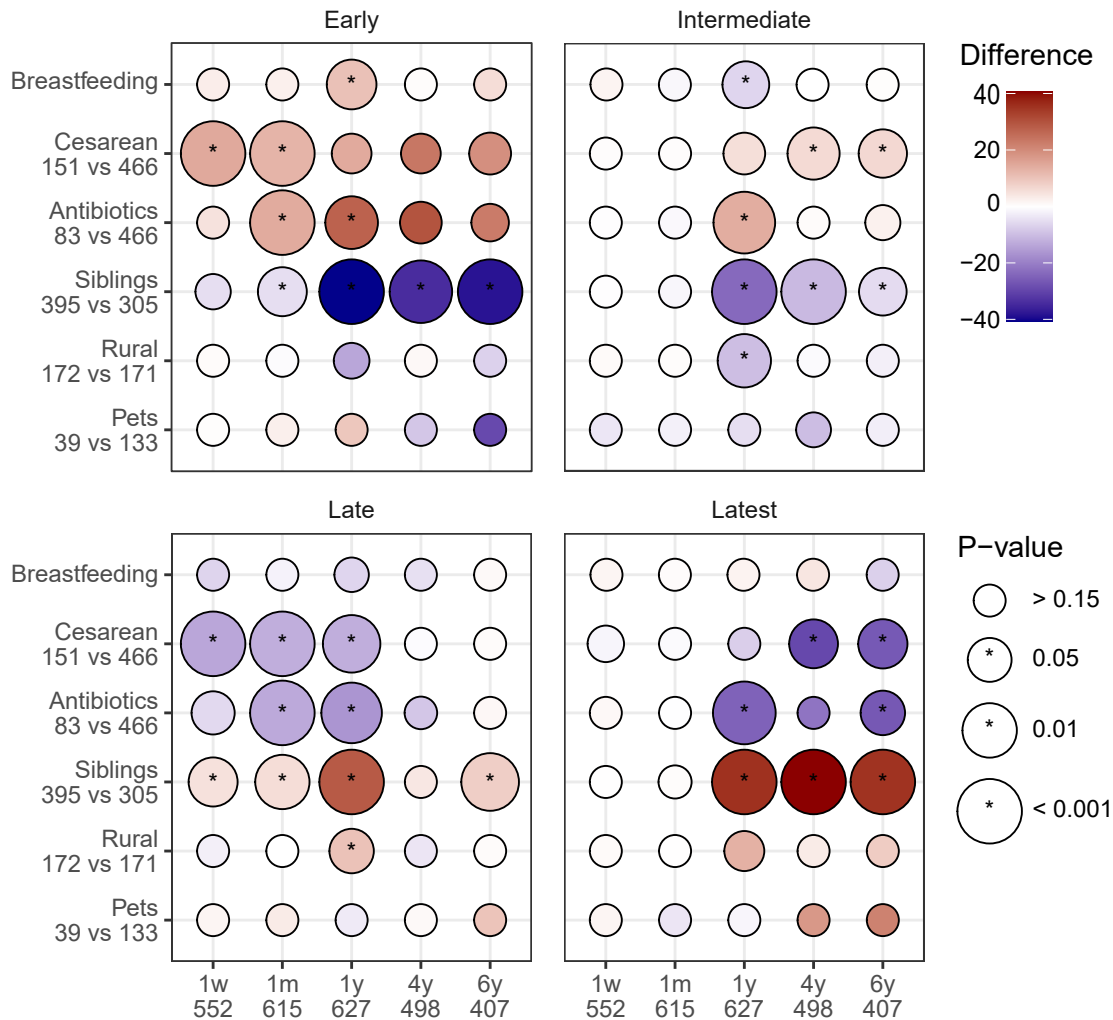 Early
Intermediate
Breastfeeding
Cesarean
151 vs 466
Antibiotics
83 vs 466
Siblings
395 vs 305
Rural
172 vs 171
Pets
39 vs 133
* 
* *
* *
* * * *
*
* *
*
* * *
*
Difference
40
20
0
−20
−40
Late
Latest
Breastfeeding
Cesarean
151 vs 466
Antibiotics
83 vs 466
Siblings
395 vs 305
Rural
172 vs 171
Pets
39 vs 133
* * *
* *
* * * *
*
* *
* *
* * *
P−value
> 0.15
* 0.05
* 0.01
* < 0.001
1w 1m 1y 4y 6y
552 615 627 498 407
1w 1m 1y 4y 6y
552 615 627 498 407